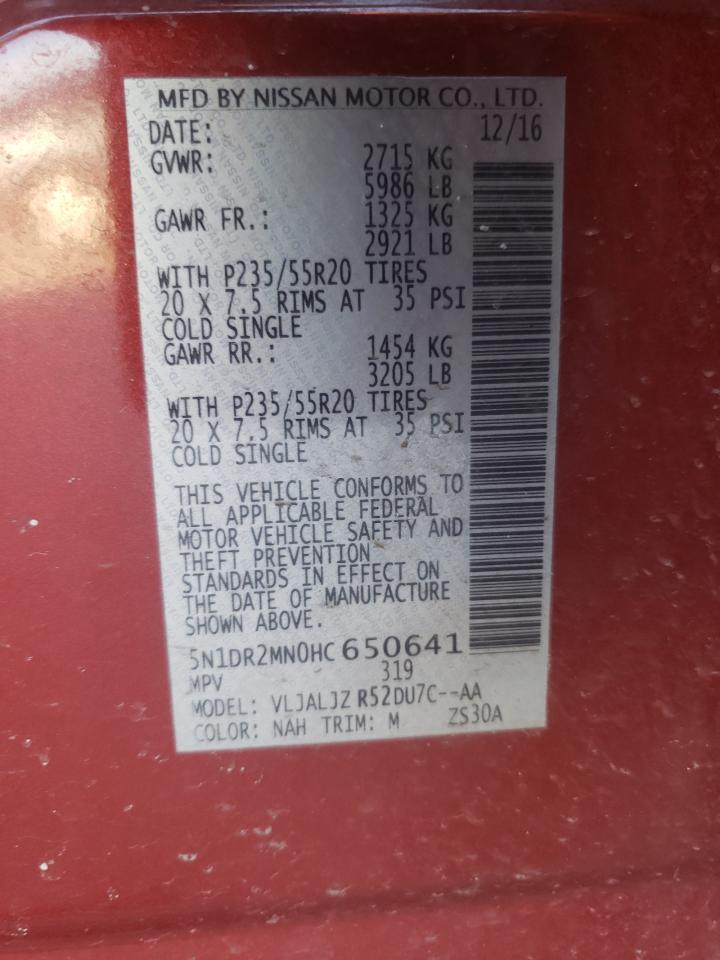 MFD BY NISSAN MOTOR CO., LTD.
DATE: 12/16
GVWR: 2715 KG
5986 LB
GAWR FR.: 1325 KG
2921 LB
WITH P235/55R20 TIRES
20 X 7.5 RIMS AT 35 PSI
COLD SINGLE
GAWR RR.: 1454 KG
3205 LB
WITH P235/55R20 TIRES
20 X 7.5 RIMS AT 35 PSI
COLD SINGLE
THIS VEHICLE CONFORMS TO
ALL APPLICABLE FEDERAL
MOTOR VEHICLE SAFETY AND
THEFT PREVENTION
STANDARDS IN EFFECT ON
THE DATE OF MANUFACTURE
SHOWN ABOVE.
5N1DR2MN0HC650641
MPV 319
MODEL: VLJALJZ R52DU7C--AA
COLOR: NAH TRIM: M ZS30A